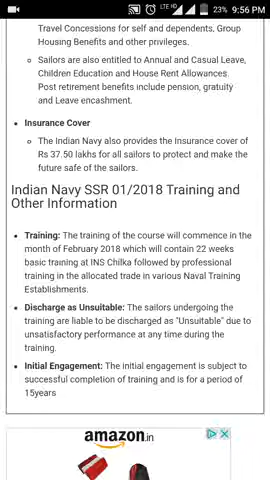 23% 9:56 PM
Travel Concessions for self and dependents, Group
Housing Benefits and other privileges.
Sailors are also entitled to Annual and Casual Leave,
Children Education and House Rent Allowances.
Post retirement benefits include pension, gratuity
and Leave encashment.
Insurance Cover
The Indian Navy also provides the Insurance cover of
Rs 37.50 lakhs for all sailors to protect and make the
future safe of the sailors.
Indian Navy SSR 01/2018 Training and
Other Information
Training: The training of the course will commence in the
month of February 2018 which will contain 22 weeks
basic training at INS Chilka followed by professional
training in the allocated trade in various Naval Training
Establishments.
Discharge as Unsuitable: The sailors undergoing the
training are liable to be discharged as "Unsuitable" due to
unsatisfactory performance at any time during the
training.
Initial Engagement: The initial engagement is subject to
successful completion of training and is for a period of
15years
amazon.in